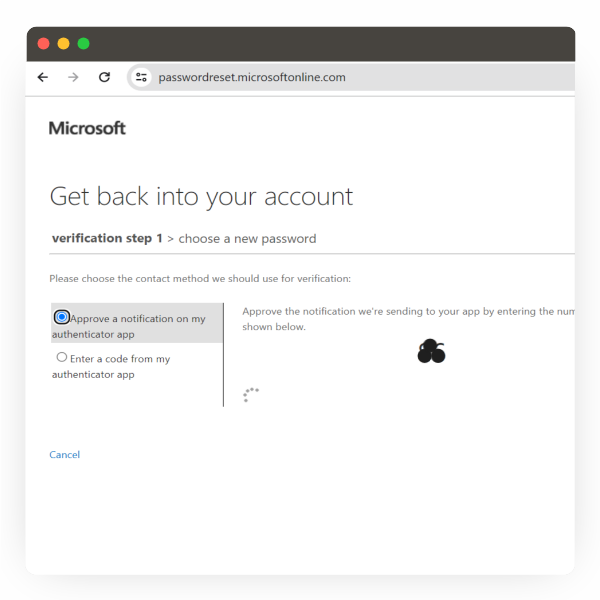 passwordreset.microsoftonline.com
Microsoft
Get back into your account
verification step 1 > choose a new password
Please choose the contact method we should use for verification:
Approve a notification on my
authenticator app
Enter a code from my
authenticator app
Approve the notification we're sending to your app by entering the num
shown below.
Cancel